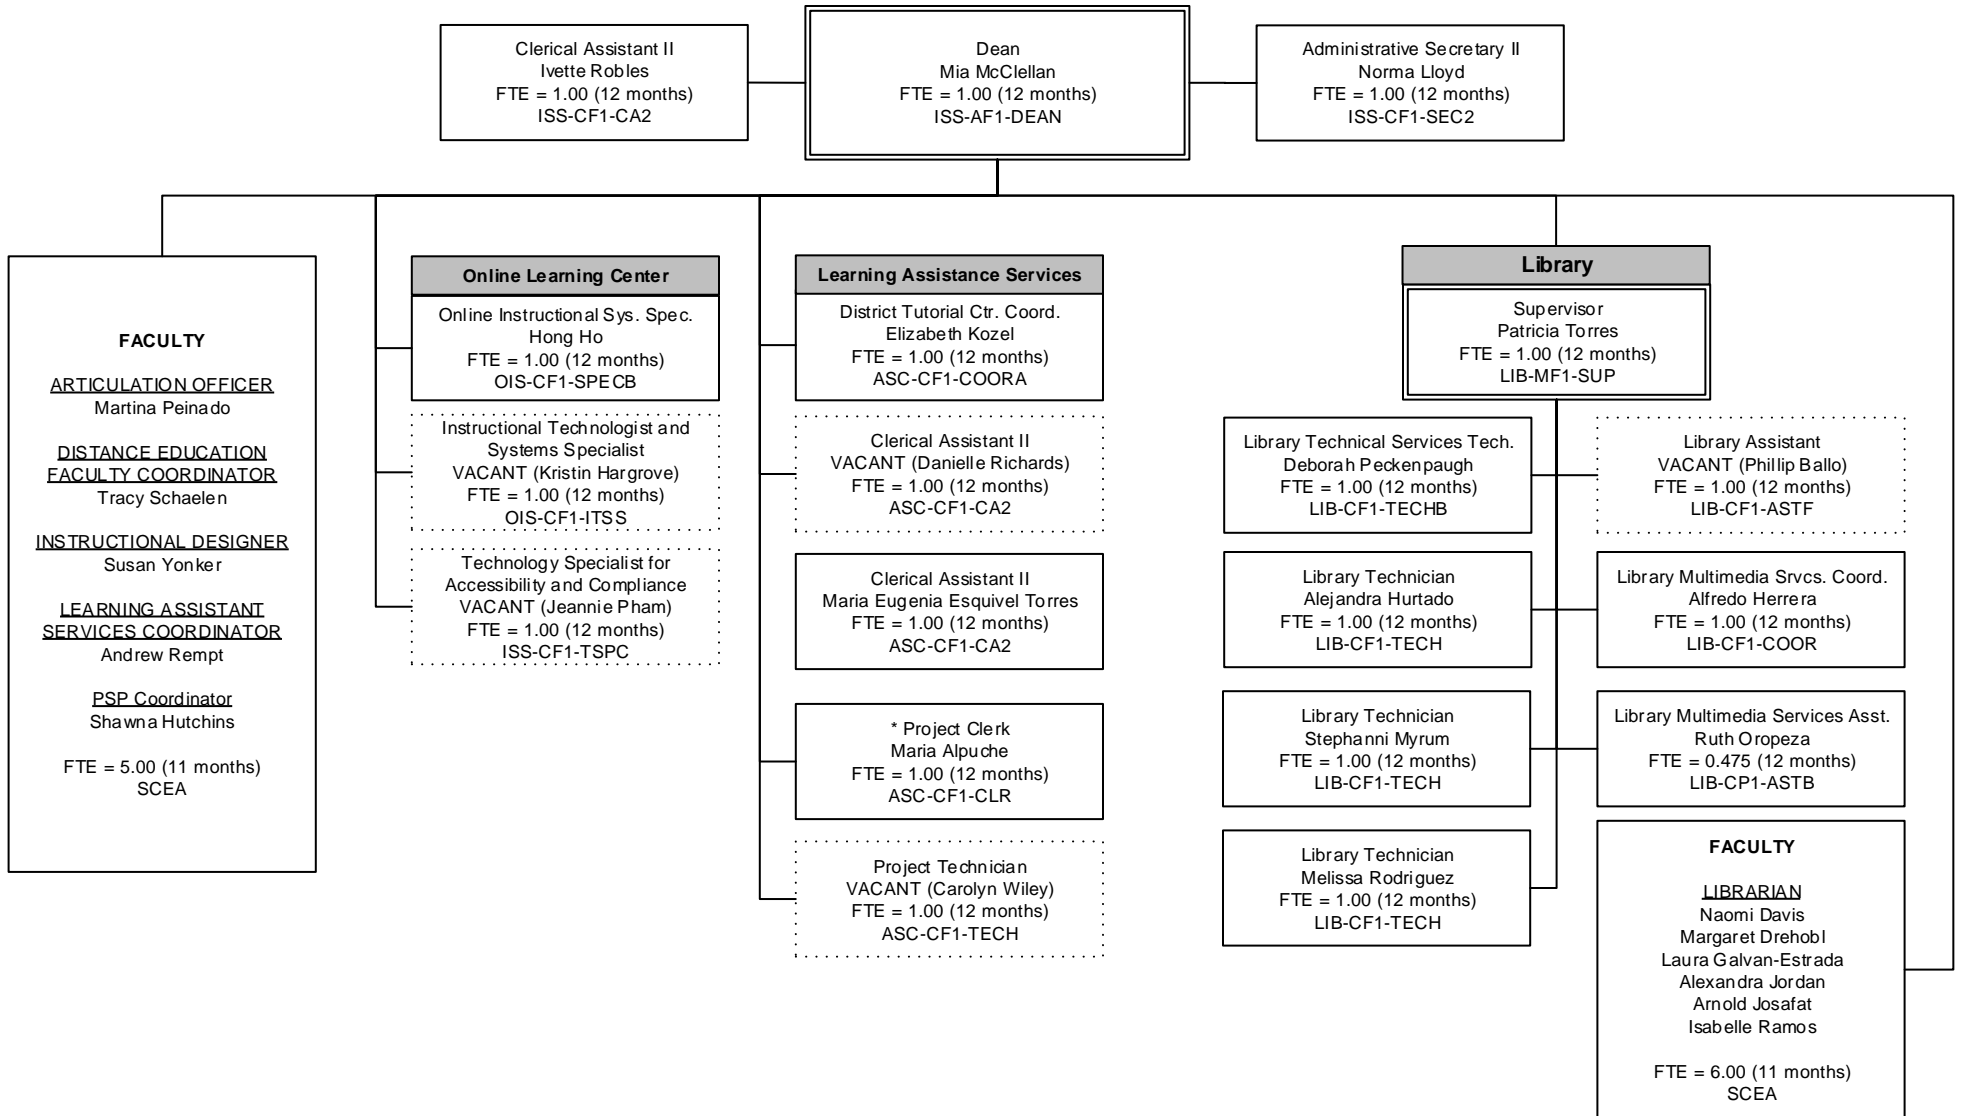 Clerical Assistant II
Ivette Robles
FTE = 1.00 (12 months)
ISS-CF1-CA2
Dean
Mia McClellan
FTE = 1.00 (12 months)
ISS-AF1-DEAN
Administrative Secretary II
Norma Lloyd
FTE = 1.00 (12 months)
ISS-CF1-SEC2
FACULTY
ARTICULATION OFFICER
Martina Peinado
DISTANCE EDUCATION
FACULTY COORDINATOR
Tracy Schaelen
INSTRUCTIONAL DESIGNER
Susan Yonker
LEARNING ASSISTANT
SERVICES COORDINATOR
Andrew Rempt
PSP Coordinator
Shawna Hutchins
FTE = 5.00 (11 months)
SCEA
Online Learning Center
Online Instructional Sys. Spec.
Hong Ho
FTE = 1.00 (12 months)
OIS-CF1-SPECB
Instructional Technologist and
Systems Specialist
VACANT (Kristin Hargrove)
FTE = 1.00 (12 months)
OIS-CF1-ITSS
Technology Specialist for
Accessibility and Compliance
VACANT (Jeannie Pham)
FTE = 1.00 (12 months)
ISS-CF1-TSPC
Learning Assistance Services
District Tutorial Ctr. Coord.
Elizabeth Kozel
FTE = 1.00 (12 months)
ASC-CF1-COORA
Clerical Assistant II
VACANT (Danielle Richards)
FTE = 1.00 (12 months)
ASC-CF1-CA2
Clerical Assistant II
Maria Eugenia Esquivel Torres
FTE = 1.00 (12 months)
ASC-CF1-CA2
* Project Clerk
Maria Alpuche
FTE = 1.00 (12 months)
ASC-CF1-CLR
Project Technician
VACANT (Carolyn Wiley)
FTE = 1.00 (12 months)
ASC-CF1-TECH
Library
Supervisor
Patricia Torres
FTE = 1.00 (12 months)
LIB-MF1-SUP
Library Technical Services Tech.
Deborah Peckenpaugh
FTE = 1.00 (12 months)
LIB-CF1-TECHB
Library Assistant
VACANT (Phillip Ballo)
FTE = 1.00 (12 months)
LIB-CF1-ASTF
Library Technician
Alejandra Hurtado
FTE = 1.00 (12 months)
LIB-CF1-TECH
Library Multimedia Srvcs. Coord.
Alfredo Herrera
FTE = 1.00 (12 months)
LIB-CF1-COOR
Library Technician
Stephanni Myrum
FTE = 1.00 (12 months)
LIB-CF1-TECH
Library Multimedia Services Asst.
Ruth Oropeza
FTE = 0.475 (12 months)
LIB-CP1-ASTB
Library Technician
Melissa Rodriguez
FTE = 1.00 (12 months)
LIB-CF1-TECH
FACULTY
LIBRARIAN
Naomi Davis
Margaret Drehobl
Laura Galvan-Estrada
Alexandra Jordan
Arnold Josafat
Isabelle Ramos
FTE = 6.00 (11 months)
SCEA